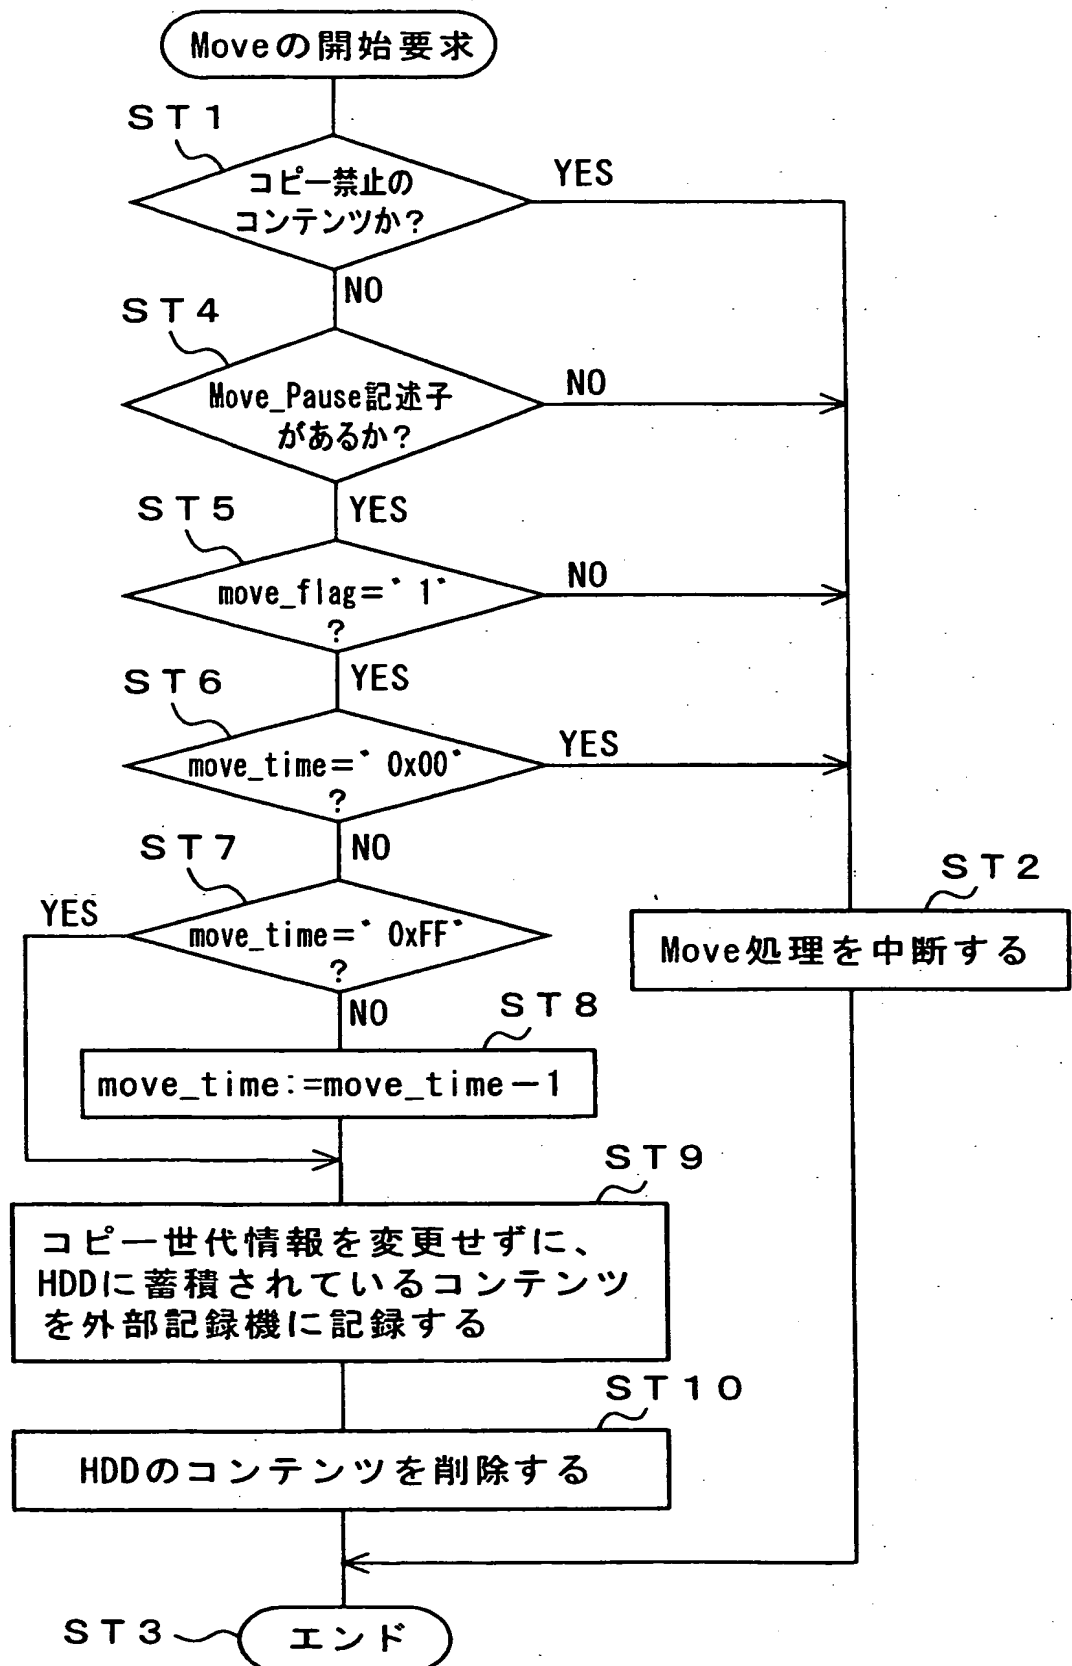 Moveの開始要求
ST1
コピー禁止の
コンテンツか?
YES
NO
ST4
Move_Pause記述子
があるか?
NO
YES
ST5
move_flag="1"
?
NO
YES
ST6
move_time="0x00"
?
YES
NO
ST7
YES
move_time="0xFF"
?
NO
ST2
Move処理を中断する
ST8
move_time:=move_time-1
ST9
コピー世代情報を変更せずに、
HDDに蓄積されているコンテンツ
を外部記録機に記録する
ST10
HDDのコンテンツを削除する
ST3
エンド